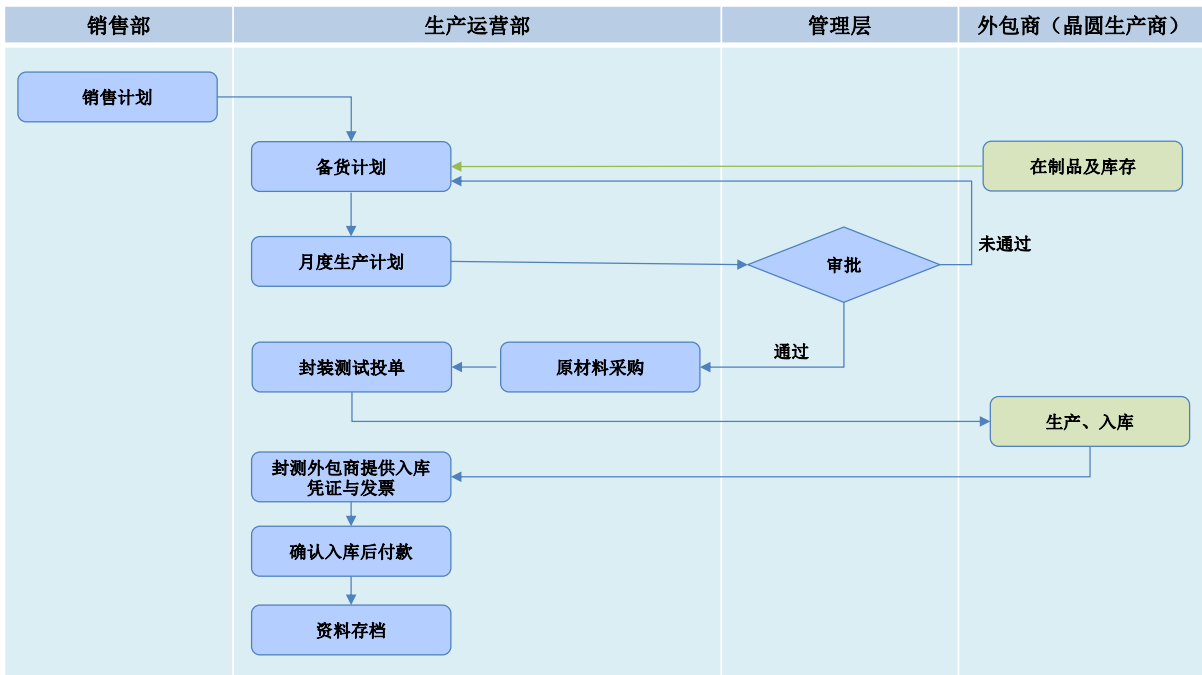 销售部
生产运营部
管理层
外包商（晶圆生产商）
销售计划
备货计划
在制品及库存
月度生产计划
审批
未通过
通过
封装测试投单
原材料采购
生产、入库
封测外包商提供入库
凭证与发票
确认入库后付款
资料存档